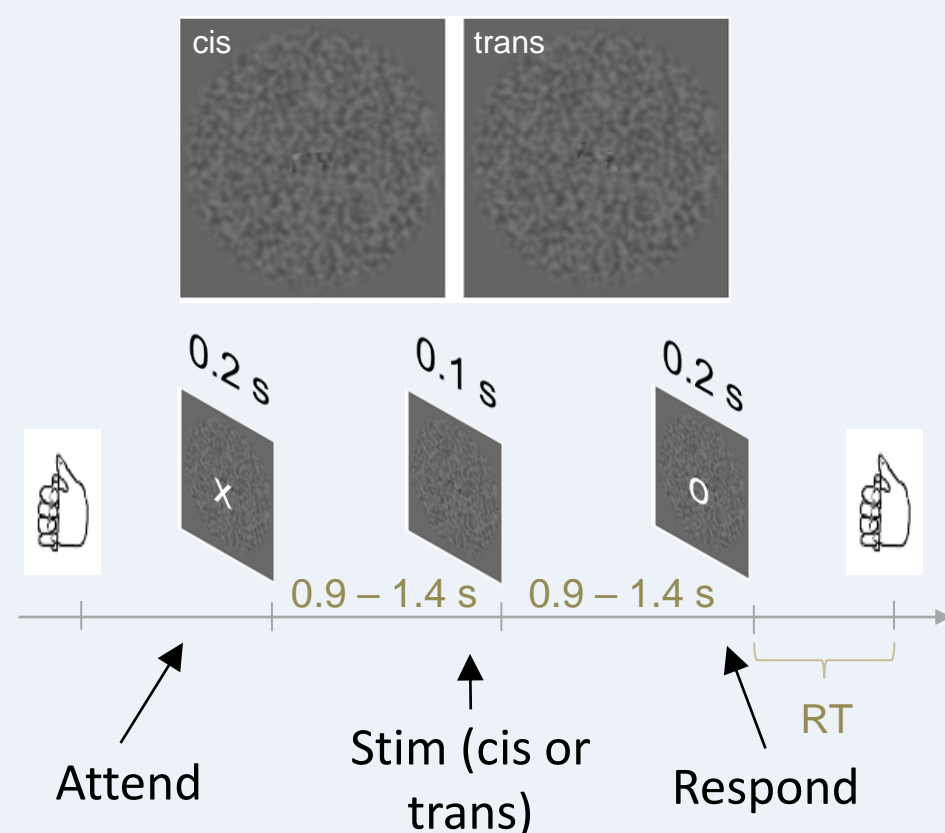 cis
trans
0.2 s
0.1 s
0.2 s
X
O
0.9 – 1.4 s
0.9 – 1.4 s
RT
Attend
Stim (cis or
trans)
Respond